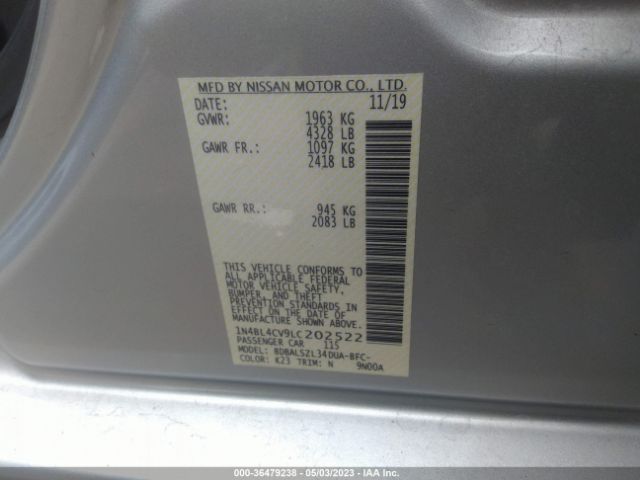 MFD BY NISSAN MOTOR CO., LTD.
DATE: 11/19
GVWR: 1963 KG
4328 LB
GAWR FR.: 1097 KG
2418 LB
GAWR RR.: 945 KG
2083 LB
THIS VEHICLE CONFORMS TO
ALL APPLICABLE FEDERAL
MOTOR VEHICLE SAFETY,
BUMPER, AND THEFT
PREVENTION STANDARDS IN
EFFECT ON THE DATE OF
MANUFACTURE SHOWN ABOVE.
1N4BL4CV9LC202522
PASSENGER CAR 115
MODEL: BDBALSZL34DUA-BFC-
COLOR: K23 TRIM: N 9N00A
000-36479238 - 05/03/2023 - IAA Inc.